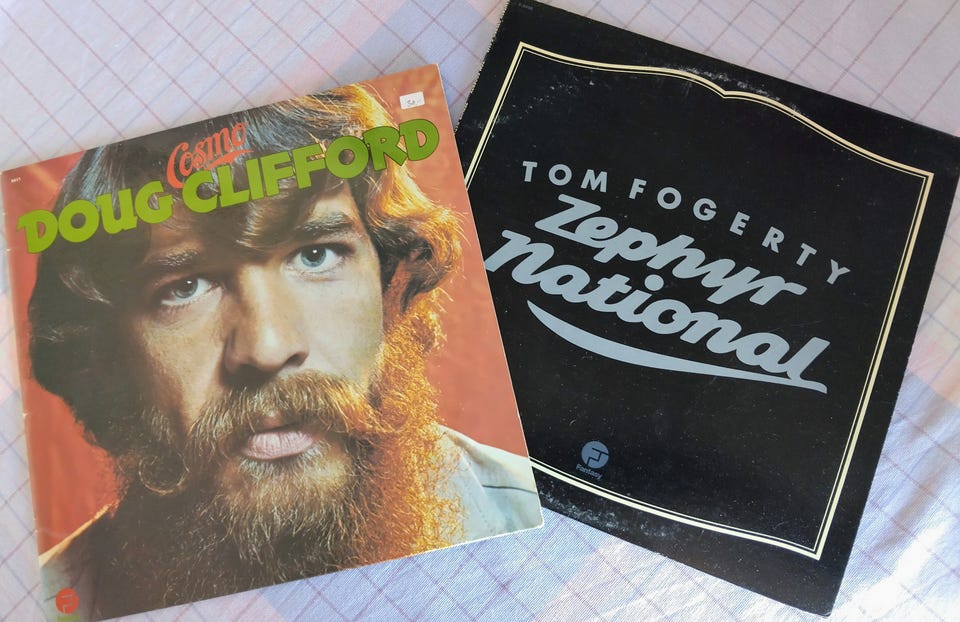 Cosmo
DOUG CLIFFORD
TOM FOGERTY
Zephyr
National
Fantasy